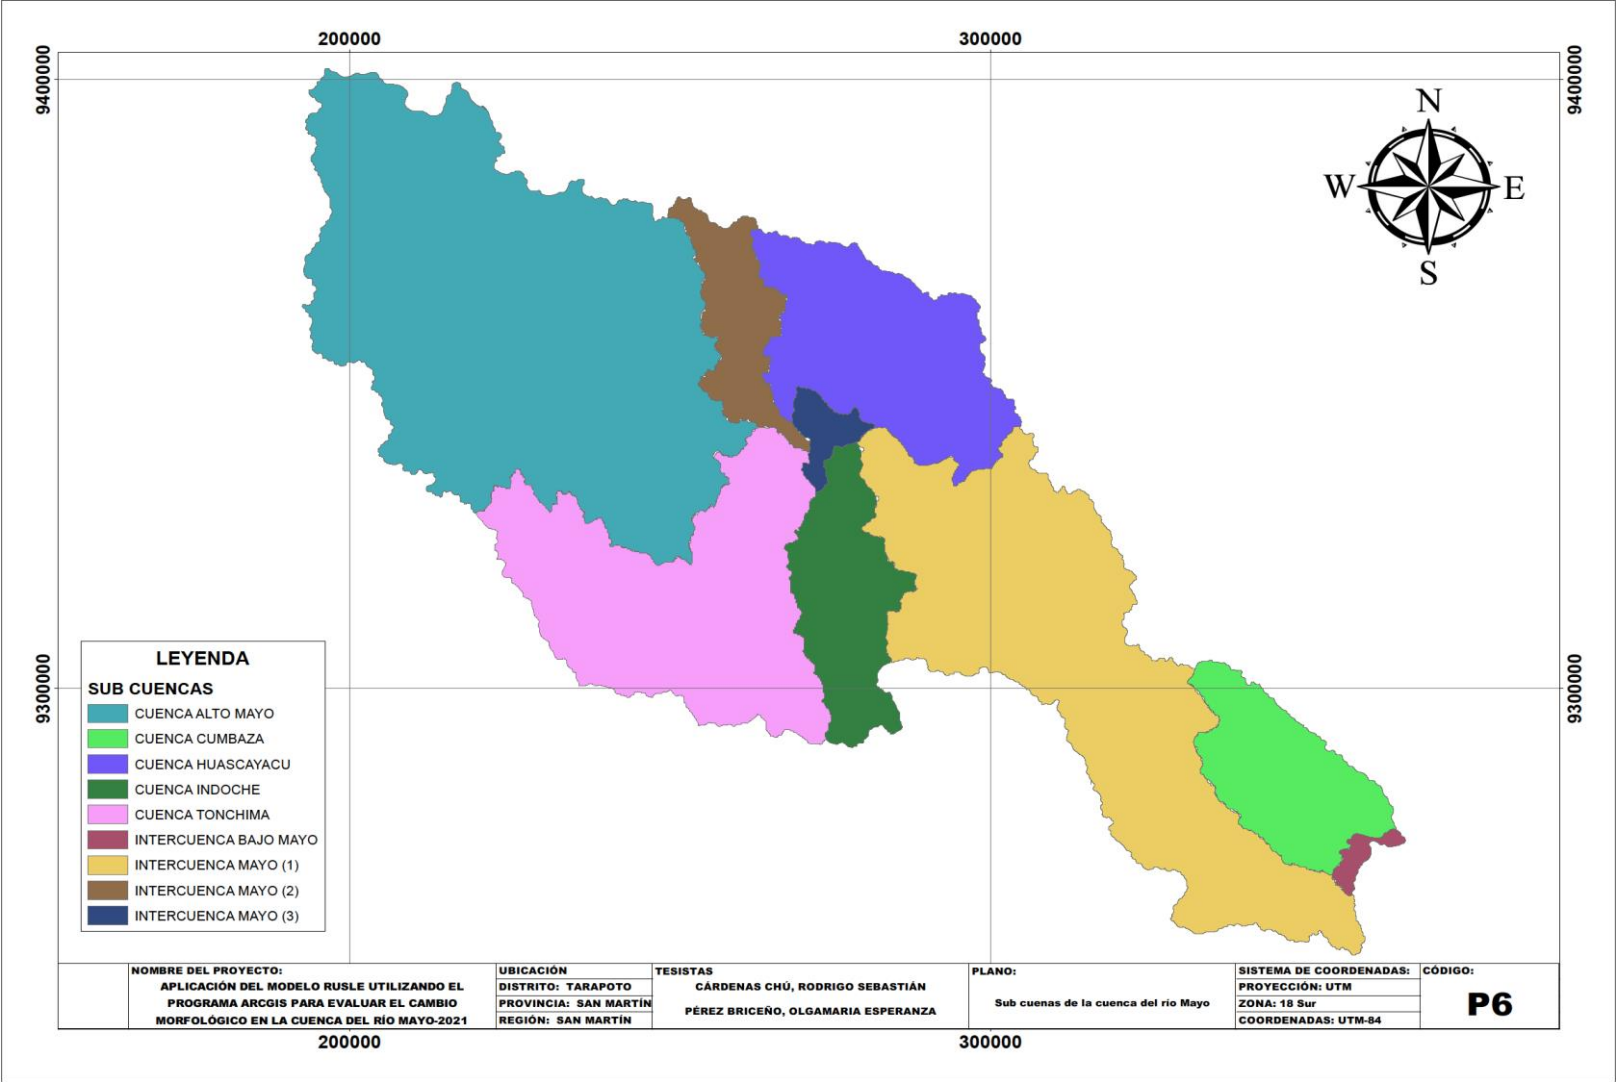 200000
300000
9400000
9400000
N
W
E
S
9300000
9300000
LEYENDA
SUB CUENCAS
CUENCA ALTO MAYO
CUENCA CUMBAZA
CUENCA HUASCAYACU
CUENCA INDOCHE
CUENCA TONCHIMA
INTERCUENCA BAJO MAYO
INTERCUENCA MAYO (1)
INTERCUENCA MAYO (2)
INTERCUENCA MAYO (3)
NOMBRE DEL PROYECTO:
APLICACIÓN DEL MODELO RUSLE UTILIZANDO EL
PROGRAMA ARCGIS PARA EVALUAR EL CAMBIO
MORFOLÓGICO EN LA CUENCA DEL RÍO MAYO-2021
UBICACIÓN
DISTRITO: TARAPOTO
PROVINCIA: SAN MARTÍN
REGIÓN: SAN MARTÍN
TESISTAS
CÁRDENAS CHÚ, RODRIGO SEBASTIÁN
PÉREZ BRICEÑO, OLGAMARIA ESPERANZA
PLANO:
Sub cuenas de la cuenca del río Mayo
SISTEMA DE COORDENADAS:
PROYECCIÓN: UTM
ZONA: 18 Sur
COORDENADAS: UTM-84
CÓDIGO:
P6
200000
300000